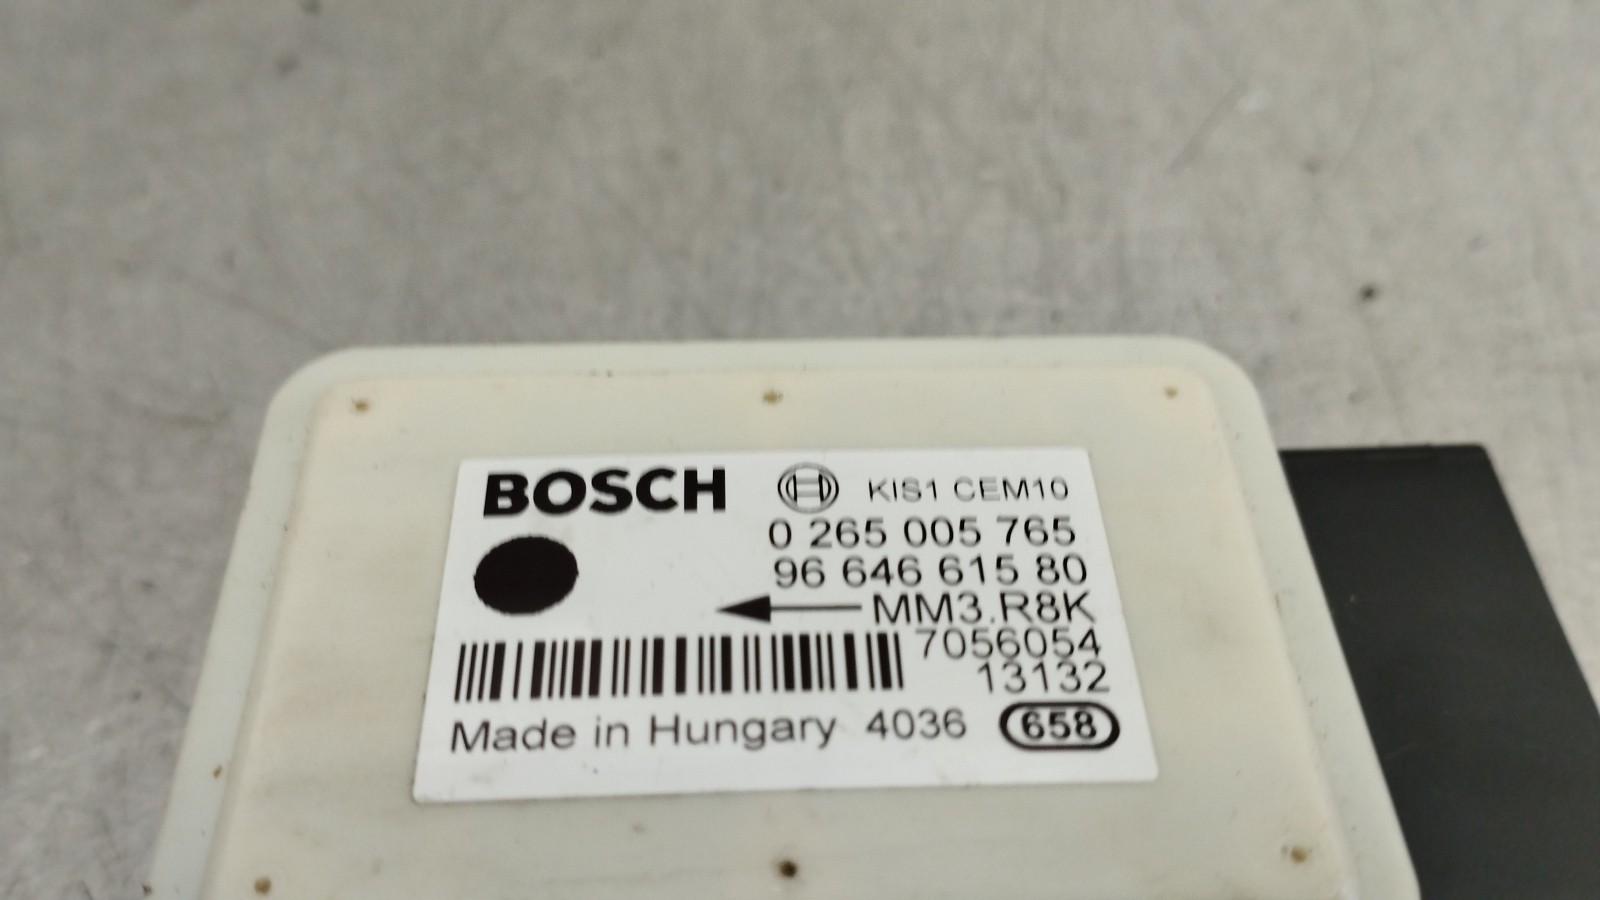 BOSCH KIS1 CEM10
0 265 005 765
96 646 615 80
MM3.R8K
7056054
13132
Made in Hungary 4036 658